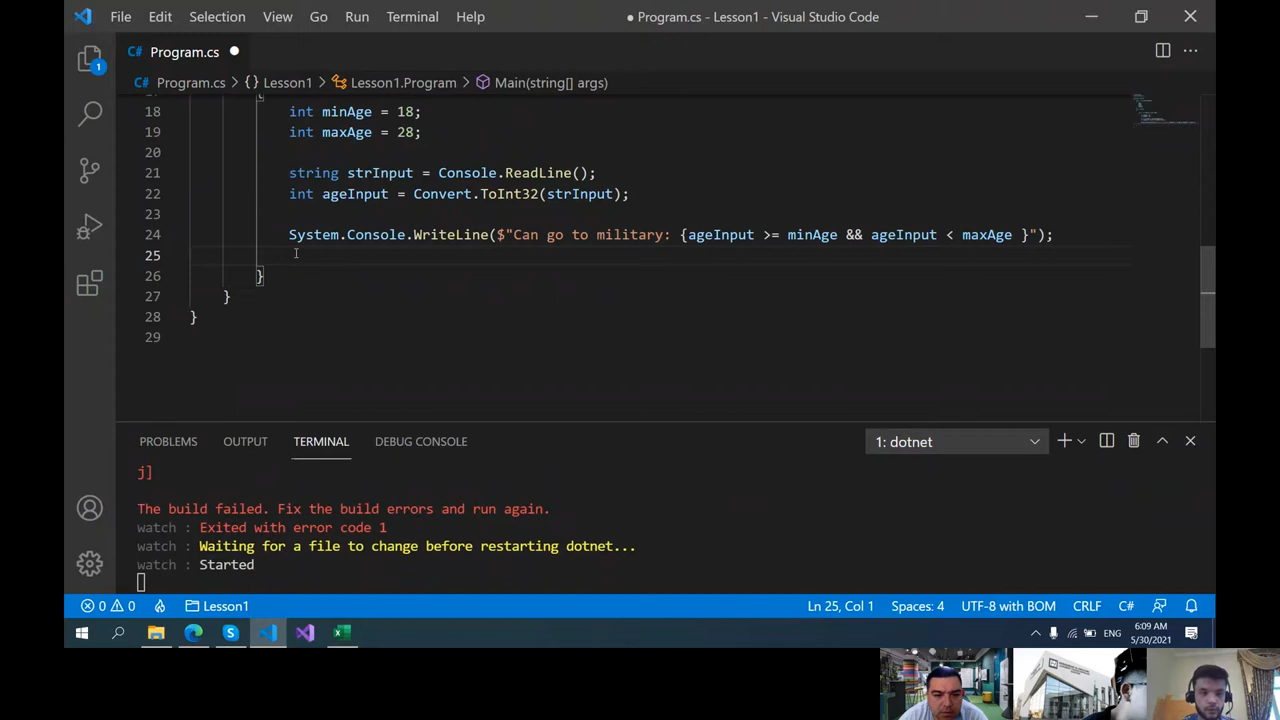 File Edit Selection View Go Run Terminal Help
● Program.cs - Lesson1 - Visual Studio Code
C# Program.cs ●
C# Program.cs > {} Lesson1 > Lesson1.Program > Main(string[] args)
18 int minAge = 18;
19 int maxAge = 28;
20
21 string strInput = Console.ReadLine();
22 int ageInput = Convert.ToInt32(strInput);
23
24 System.Console.WriteLine($"Can go to military: {ageInput >= minAge && ageInput < maxAge }");
25
26 }
27 }
28 }
29
PROBLEMS OUTPUT TERMINAL DEBUG CONSOLE 1: dotnet
j]
The build failed. Fix the build errors and run again.
watch : Exited with error code 1
watch : Waiting for a file to change before restarting dotnet...
watch : Started
0 0 Lesson1 Ln 25, Col 1 Spaces: 4 UTF-8 with BOM CRLF C#
ENG 6:09 AM
5/30/2021